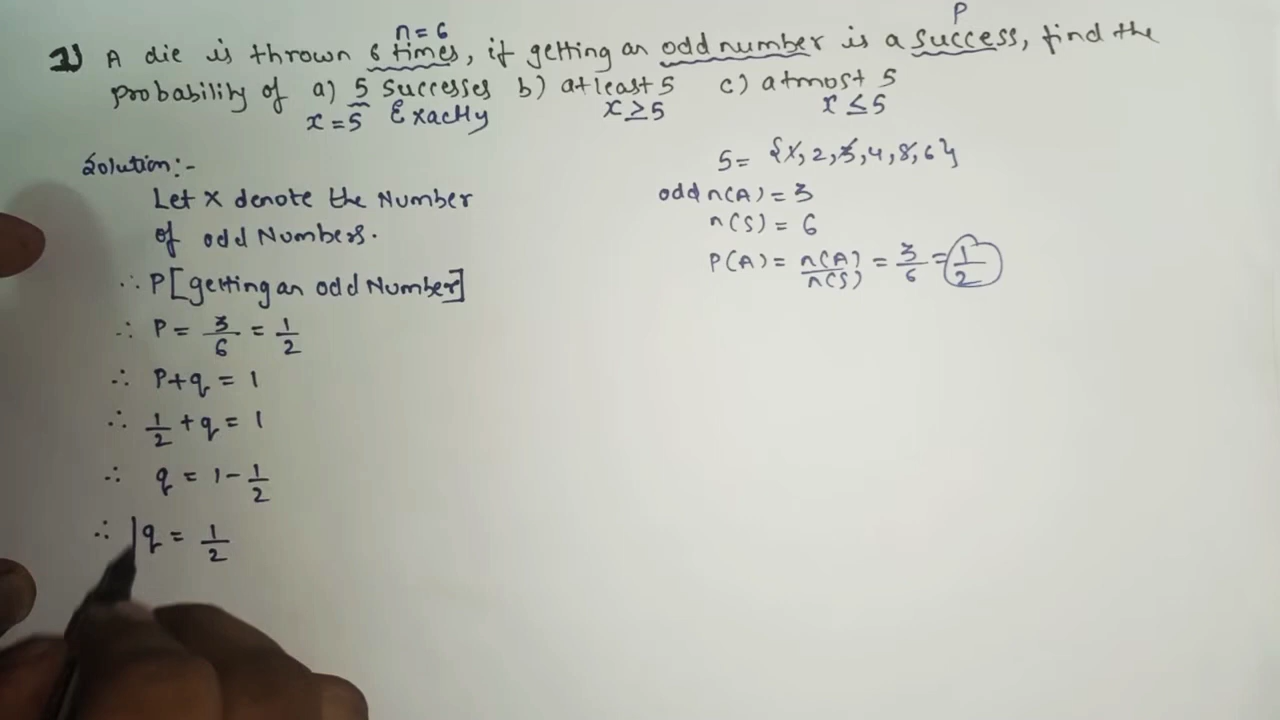 P
n=6
1) A die is thrown 6 times, if getting an odd number is a success, find the
probability of a) 5 successes b) atleast 5 c) atmost 5
x=5 Exactly x≥5 x≤5
Solution:-
S= {1, 2, 3, 4, 5, 6}
Let X denote the Number
odd n(A) = 3
of odd Numbers.
n(S) = 6
∴ P[getting an odd Number]
P(A) = n(A)/n(S) = 3/6 = 1/2
∴ P = 3/6 = 1/2
∴ P+q = 1
∴ 1/2 + q = 1
∴ q = 1 - 1/2
∴ q = 1/2